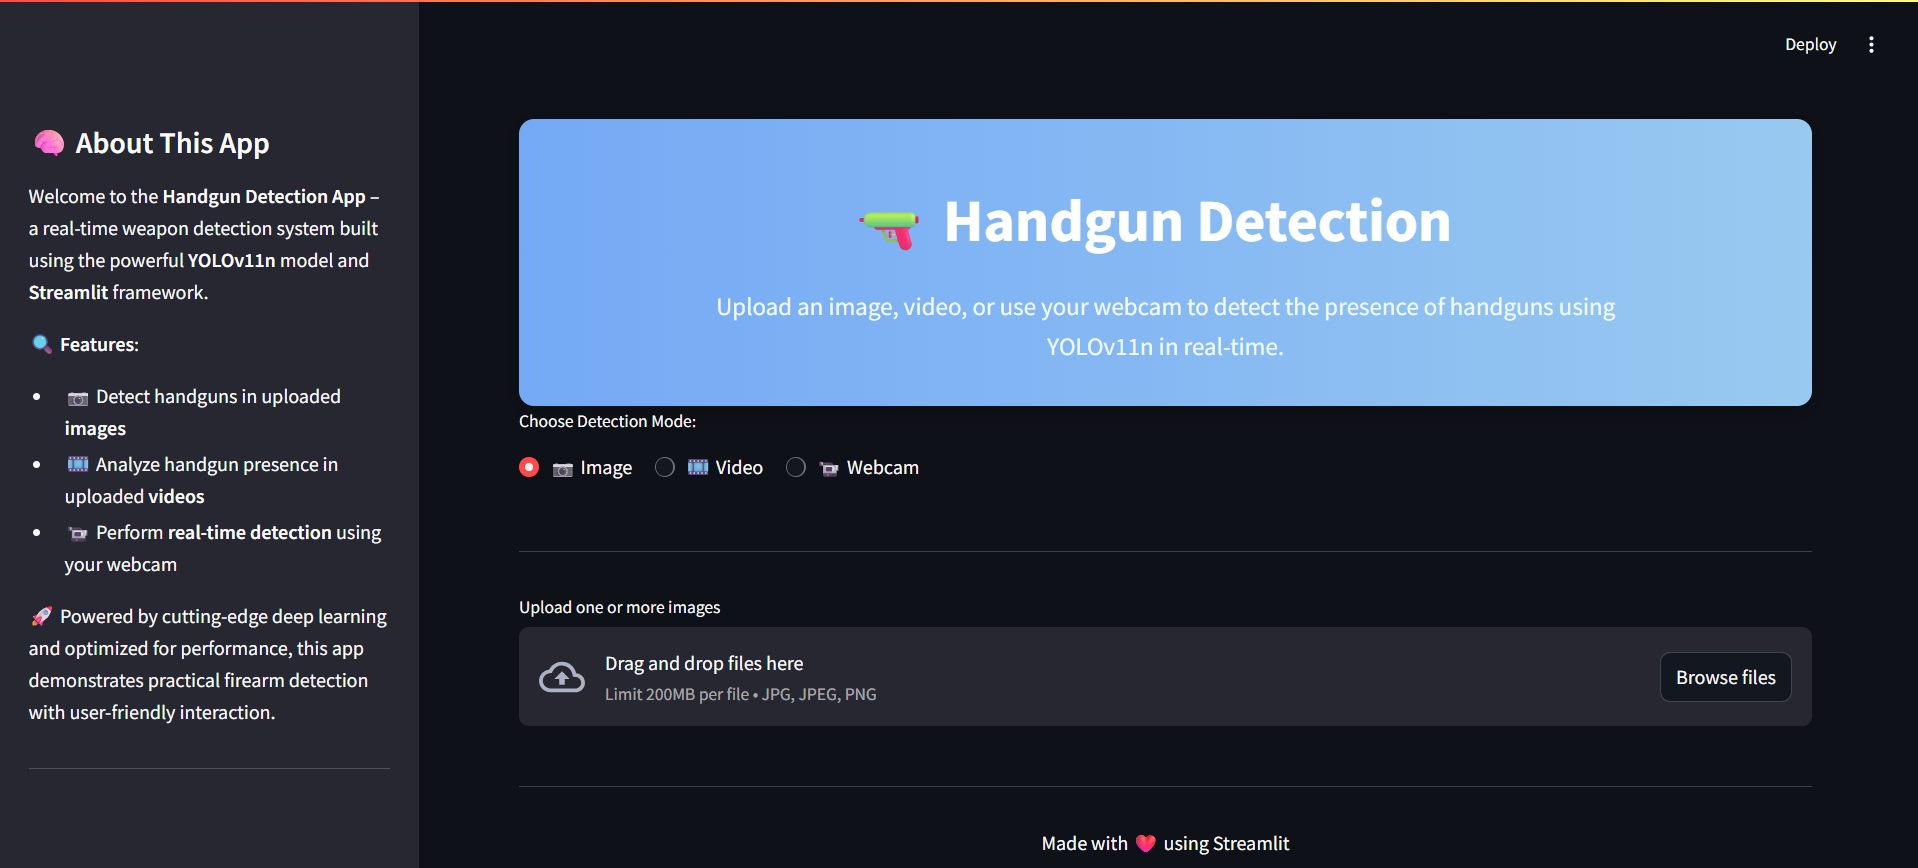 Deploy
🧠 About This App
Welcome to the Handgun Detection App –
a real-time weapon detection system built
using the powerful YOLOv11n model and
Streamlit framework.
🔍 Features:
• 📷 Detect handguns in uploaded
images
• 🎞️ Analyze handgun presence in
uploaded videos
• 📹 Perform real-time detection using
your webcam
🚀 Powered by cutting-edge deep learning
and optimized for performance, this app
demonstrates practical firearm detection
with user-friendly interaction.
🔫 Handgun Detection
Upload an image, video, or use your webcam to detect the presence of handguns using
YOLOv11n in real-time.
Choose Detection Mode:
📷 Image 🎞️ Video 📹 Webcam
Upload one or more images
Drag and drop files here
Limit 200MB per file • JPG, JPEG, PNG
Browse files
Made with ❤️ using Streamlit